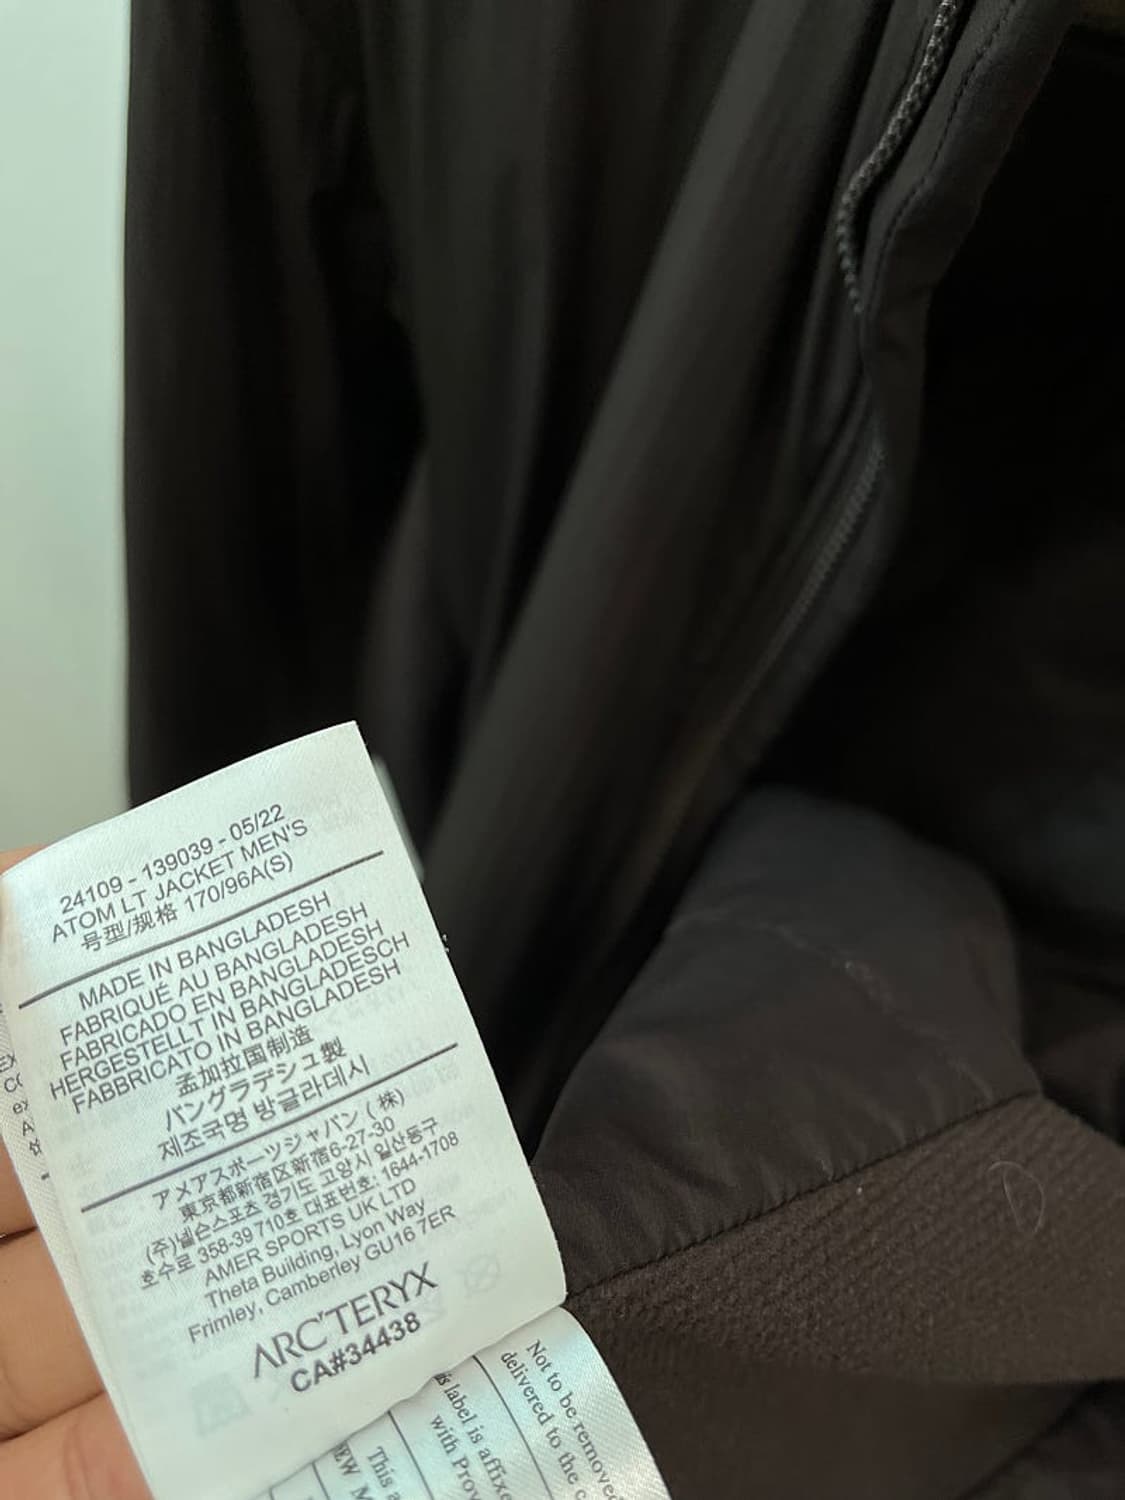 24109 - 139039 - 05/22
ATOM LT JACKET MEN'S
号型/规格 170/96A(S)
MADE IN BANGLADESH
FABRIQUÉ AU BANGLADESH
FABRICADO EN BANGLADESH
HERGESTELLT IN BANGLADESCH
FABBRICATO IN BANGLADESH
孟加拉国制造
バングラデシュ製
제조국명 방글라데시
アメアスポーツジャパン(株)
東京都新宿区新宿6-27-30
(주)넬슨스포츠 경기도 고양시 일산동구
호수로 358-39 710호 대표번호: 1644-1708
AMER SPORTS UK LTD
Theta Building, Lyon Way
Frimley, Camberley GU16 7ER
ARC'TERYX
CA#34438
Not to be removed
delivered to the
label is affixe
with Prov
This